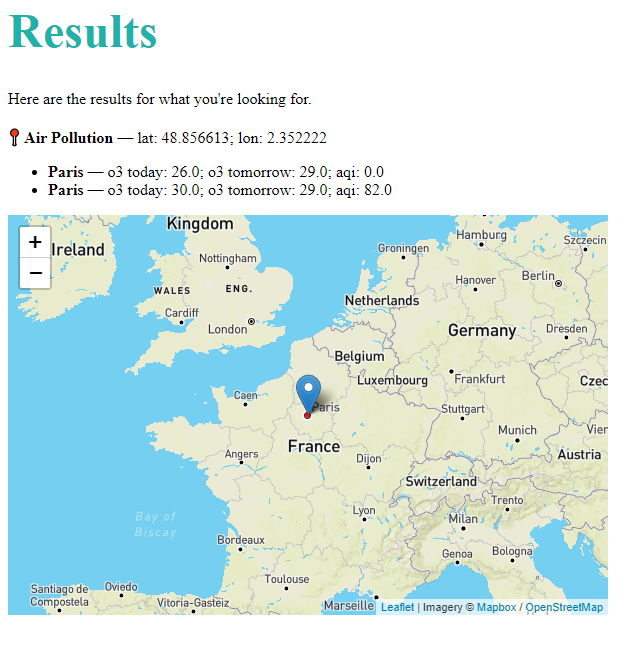 Results
Here are the results for what you're looking for.
Air Pollution — lat: 48.856613; lon: 2.352222
• Paris — o3 today: 26.0; o3 tomorrow: 29.0; aqi: 0.0
• Paris — o3 today: 30.0; o3 tomorrow: 29.0; aqi: 82.0
+
−
Kingdom
Ireland
Hamburg
Szczecin
Groningen
Nottingham
Berlin
Hanover
WALES
ENG.
Netherlands
Cardiff
London
Germany
Dresden
Belgium
Luxembourg
Frankfurt
Czec
Caen
Paris
Stuttgart
Munich
Vien
France
Angers
Dijon
Austria
Switzerland
Trento
Lyon
Milan
Bay of
Biscay
Bordeaux
Genoa
Bologna
Toulouse
Oviedo
Santiago de
Compostela
Vitoria-Gasteiz
Marseille
Leaflet | Imagery © Mapbox / OpenStreetMap